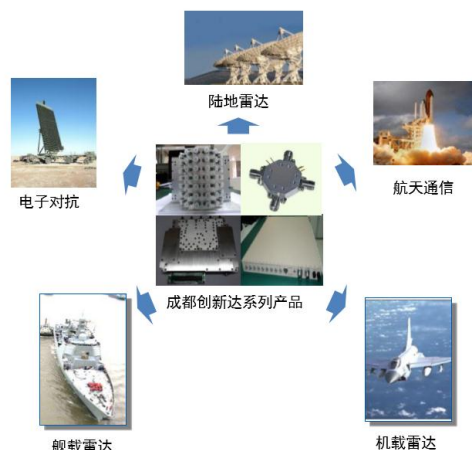 陆地雷达
电子对抗
航天通信
成都创新达系列产品
舰载雷达
机载雷达